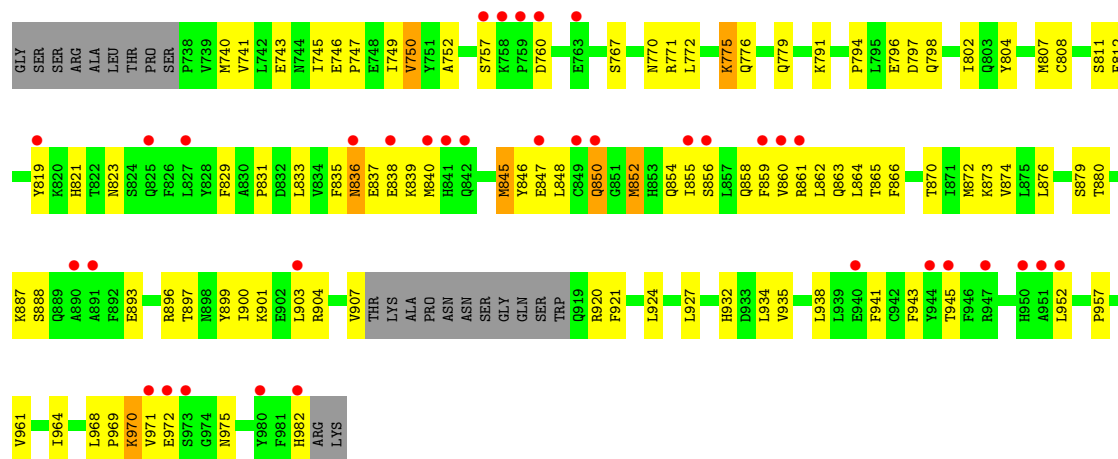 GLY SER SER ARG ALA LEU THR PRO SER P738 V739 M740 V741 L742 E743 N744 I745 E746 P747 E748 I749 V750 Y751 A752 S757 K758 P759 D760 E763 S767 N770 R771 L772 K775 Q776 Q779 K791 P794 L795 E796 D797 Q798 I802 Q803 Y804 M807 C808 S811
Y819 K820 H821 T822 N823 S824 Q825 F826 L827 Y828 F829 A830 P831 D832 L833 V834 F835 N836 E837 E838 K839 M840 H841 Q842 M845 Y846 E847 L848 C849 Q850 G851 M852 H853 Q854 I855 S856 L857 Q858 F859 V860 R861 L862 Q863 L864 T865 F866 T870 I871 M872 K873 V874 L875 L876 S879 T880
K887 S888 Q889 A890 A891 F892 E893 R896 T897 N898 Y899 I900 K901 E902 L903 R904 V907 THR LYS ALA PRO ASN ASN SER GLY GLN SER TRP Q919 R920 F921 L924 L927 H932 D933 L934 V935 L938 L939 E940 F941 C942 F943 Y944 T945 F946 R947 H950 A951 L952 P957
V961 I964 L968 P969 K970 V971 E972 S973 G974 N975 Y980 F981 H982 ARG LYS